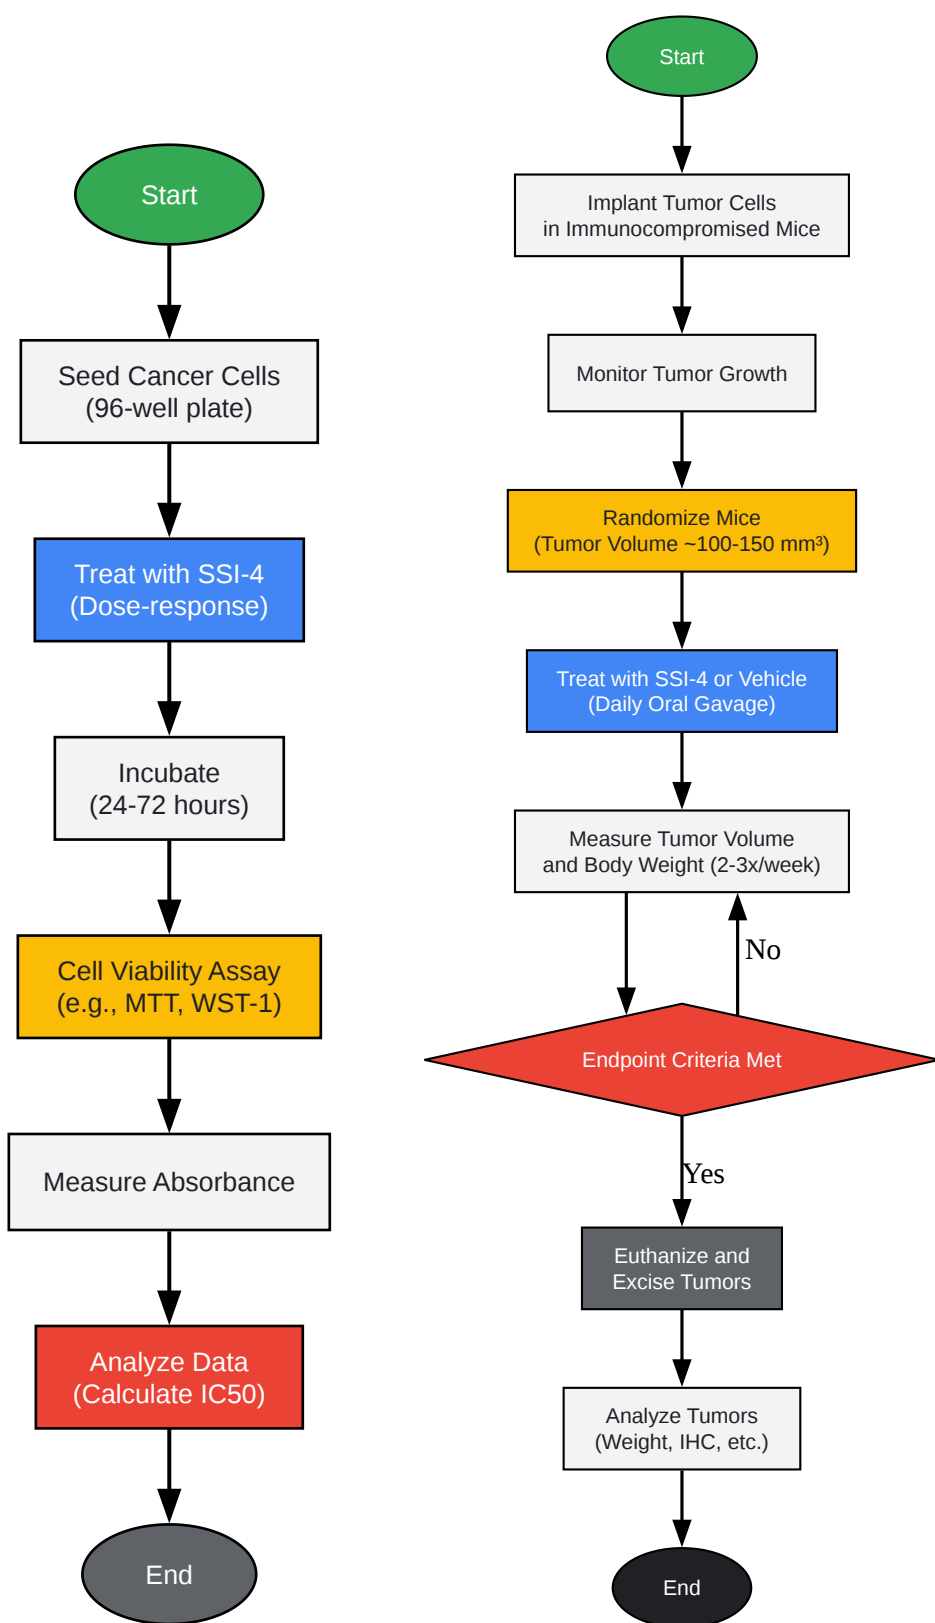 Start
Seed Cancer Cells
(96-well plate)
Treat with SSI-4
(Dose-response)
Incubate
(24-72 hours)
Cell Viability Assay
(e.g., MTT, WST-1)
Measure Absorbance
Analyze Data
(Calculate IC50)
End
Start
Implant Tumor Cells
in Immunocompromised Mice
Monitor Tumor Growth
Randomize Mice
(Tumor Volume ~100-150 mm³)
Treat with SSI-4 or Vehicle
(Daily Oral Gavage)
Measure Tumor Volume
and Body Weight (2-3x/week)
No
Endpoint Criteria Met
Yes
Euthanize and
Excise Tumors
Analyze Tumors
(Weight, IHC, etc.)
End